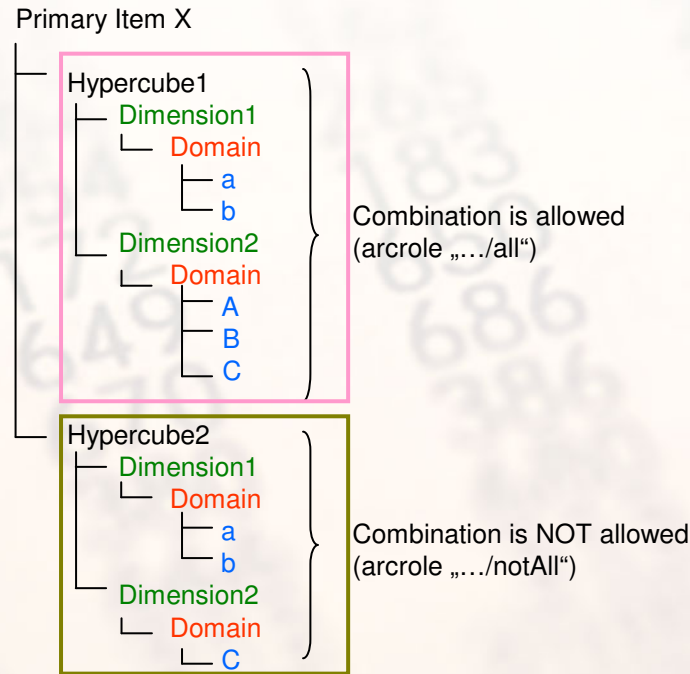 Primary Item X
Hypercube1
Dimension1
Domain
a
b
Dimension2
Domain
A
B
C
Combination is allowed
(arcrole „…/all“)
Hypercube2
Dimension1
Domain
a
b
Dimension2
Domain
C
Combination is NOT allowed
(arcrole „…/notAll“)